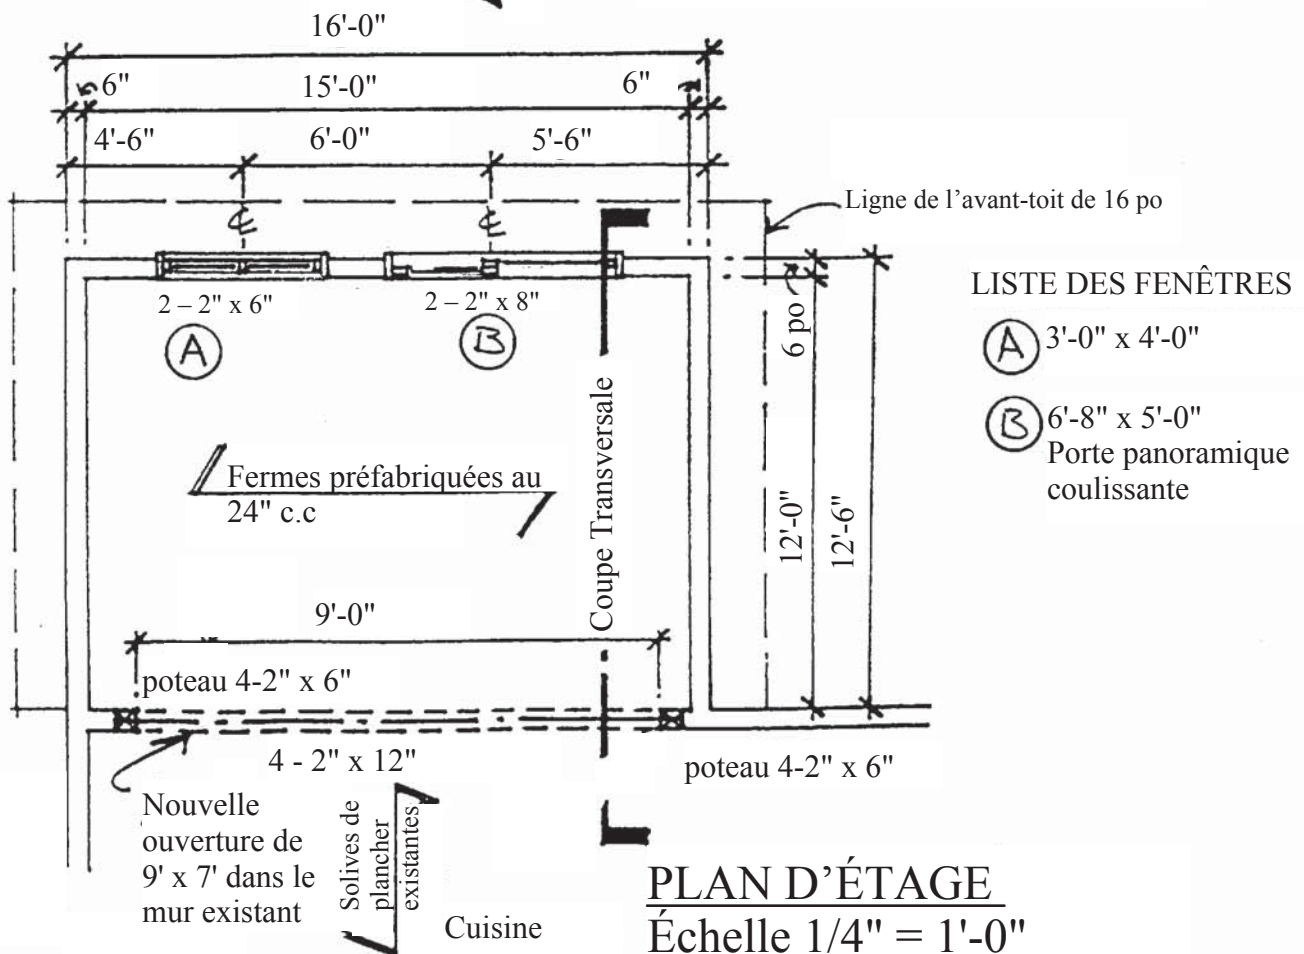 16'-0"
6" 15'-0" 6"
4'-6" 6'-0" 5'-6"
Ligne de l’avant-toit de 16 po
2 – 2" x 6"
2 – 2" x 8"
A
B
6 po
12'-0"
12'-6"
LISTE DES FENÊTRES
A 3'-0" x 4'-0"
B 6'-8" x 5'-0"
Porte panoramique
coulissante
Fermes préfabriquées au
24" c.c
Coupe Transversale
9'-0"
poteau 4-2" x 6"
4 - 2" x 12"
poteau 4-2" x 6"
Nouvelle
ouverture de
9' x 7' dans le
mur existant
Solives de
plancher
existantes
Cuisine
PLAN D’ÉTAGE
Échelle 1/4" = 1'-0"